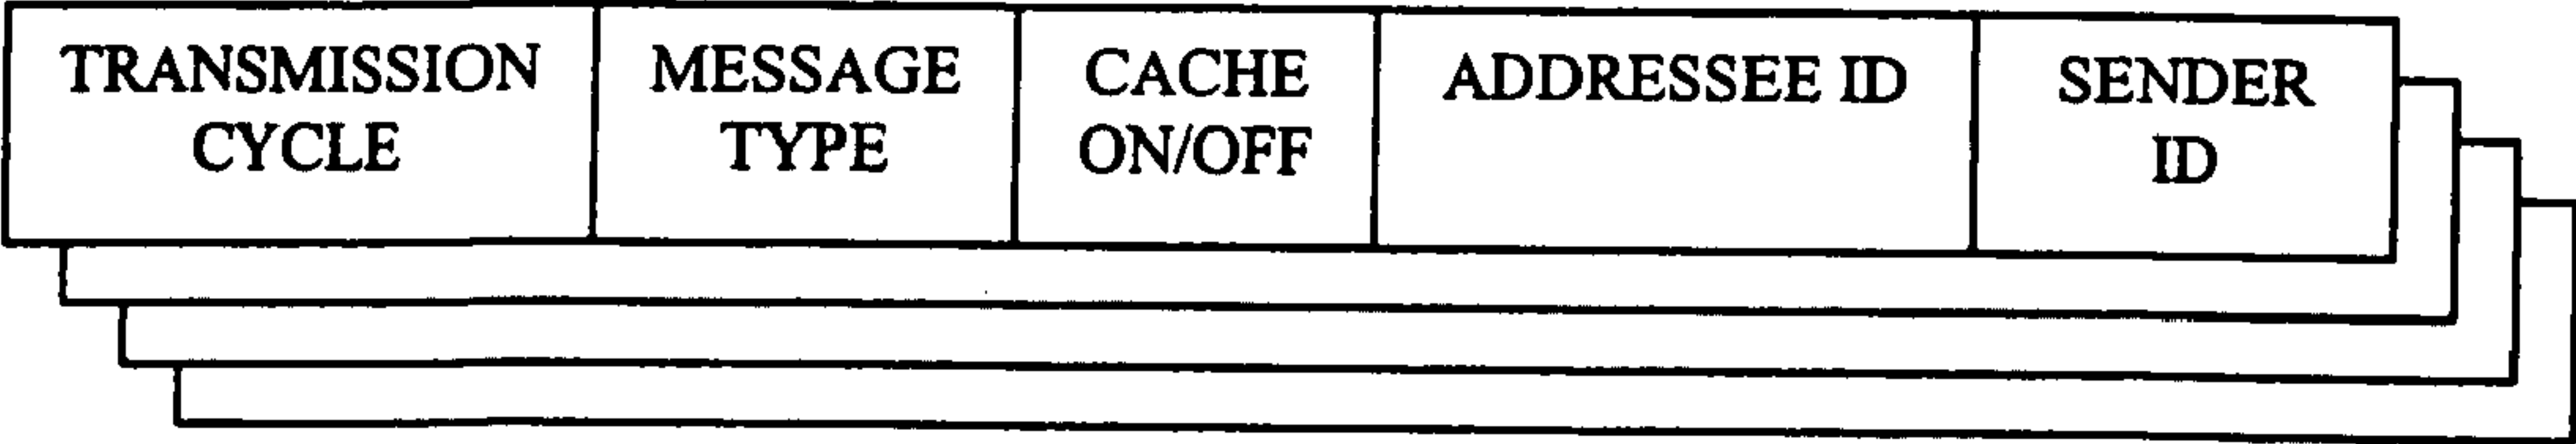 TRANSMISSION CYCLE
MESSAGE TYPE
CACHE ON/OFF
ADDRESSEE ID
SENDER ID